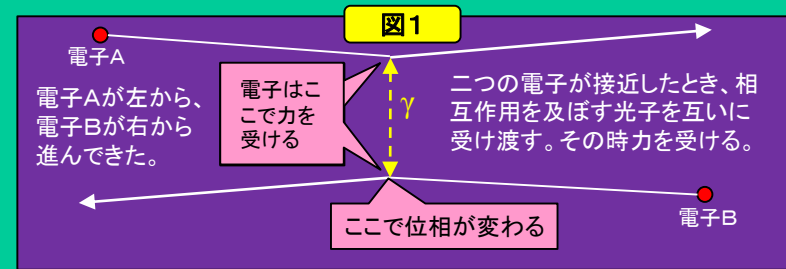 図1
電子A
電子Aが左から、
電子Bが右から
進んできた。
電子はこ
こで力を
受ける
γ
二つの電子が接近したとき、相
互作用を及ぼす光子を互いに
受け渡す。その時力を受ける。
ここで位相が変わる
電子B